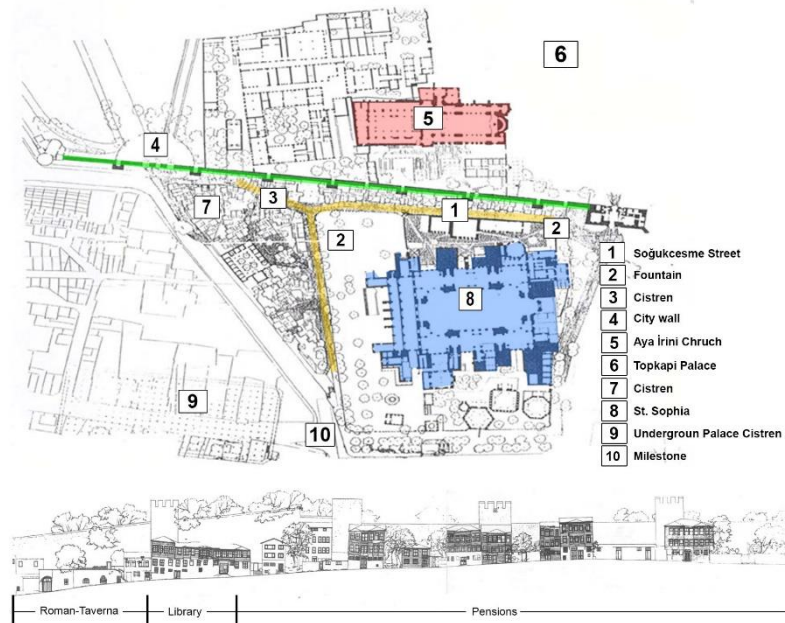 6
5
4
3
1
7
2
2
8
9
10
1 Soğukcesme Street
2 Fountain
3 Cistren
4 City wall
5 Aya İrini Chruch
6 Topkapi Palace
7 Cistren
8 St. Sophia
9 Undergroun Palace Cistren
10 Milestone
Roman-Taverna Library Pensions